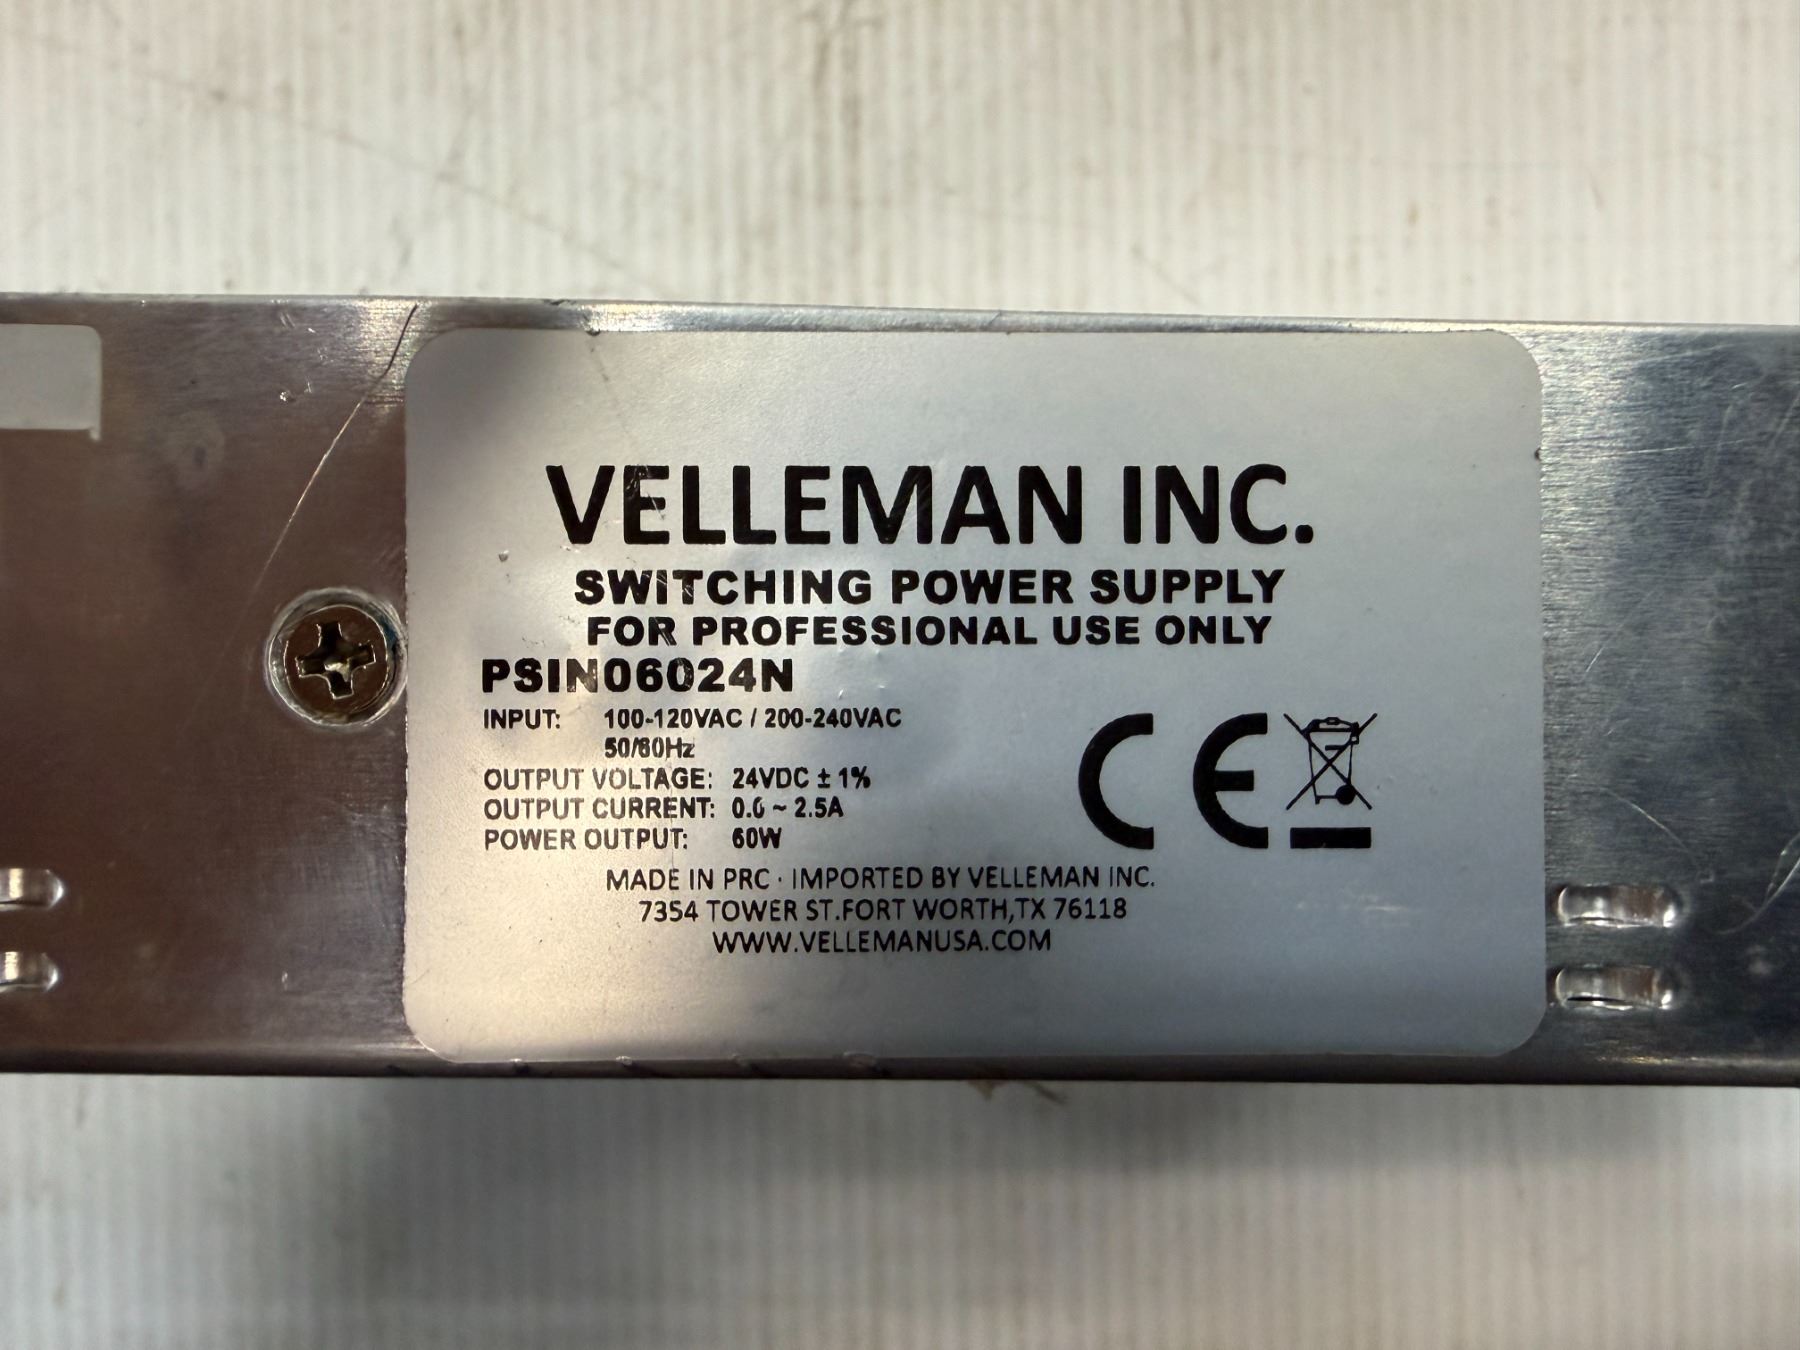 VELLEMAN INC.
SWITCHING POWER SUPPLY
FOR PROFESSIONAL USE ONLY
PSIN06024N
INPUT: 100-120VAC / 200-240VAC
50/60Hz
OUTPUT VOLTAGE: 24VDC ± 1%
OUTPUT CURRENT: 0.0 ~ 2.5A
POWER OUTPUT: 60W
CE
MADE IN PRC · IMPORTED BY VELLEMAN INC.
7354 TOWER ST.FORT WORTH,TX 76118
WWW.VELLEMANUSA.COM